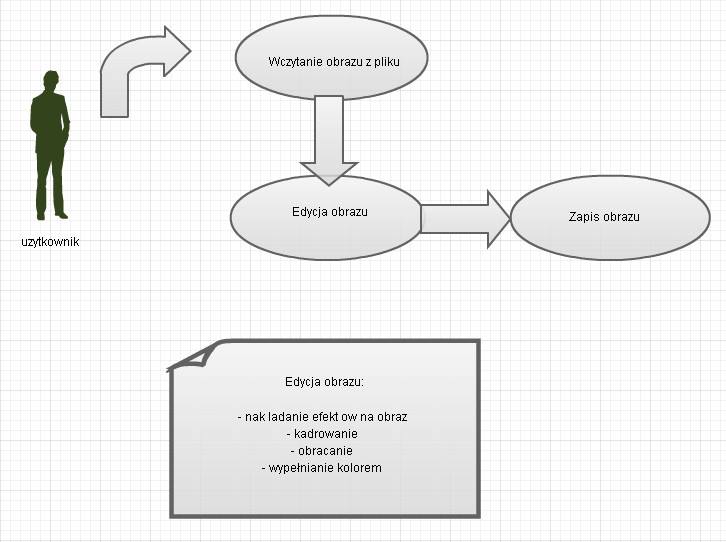 Wczytanie obrazu z pliku
Edycja obrazu
Zapis obrazu
uzytkownik
Edycja obrazu:
- nak ladanie efekt ow na obraz
- kadrowanie
- obracanie
- wypełnianie kolorem